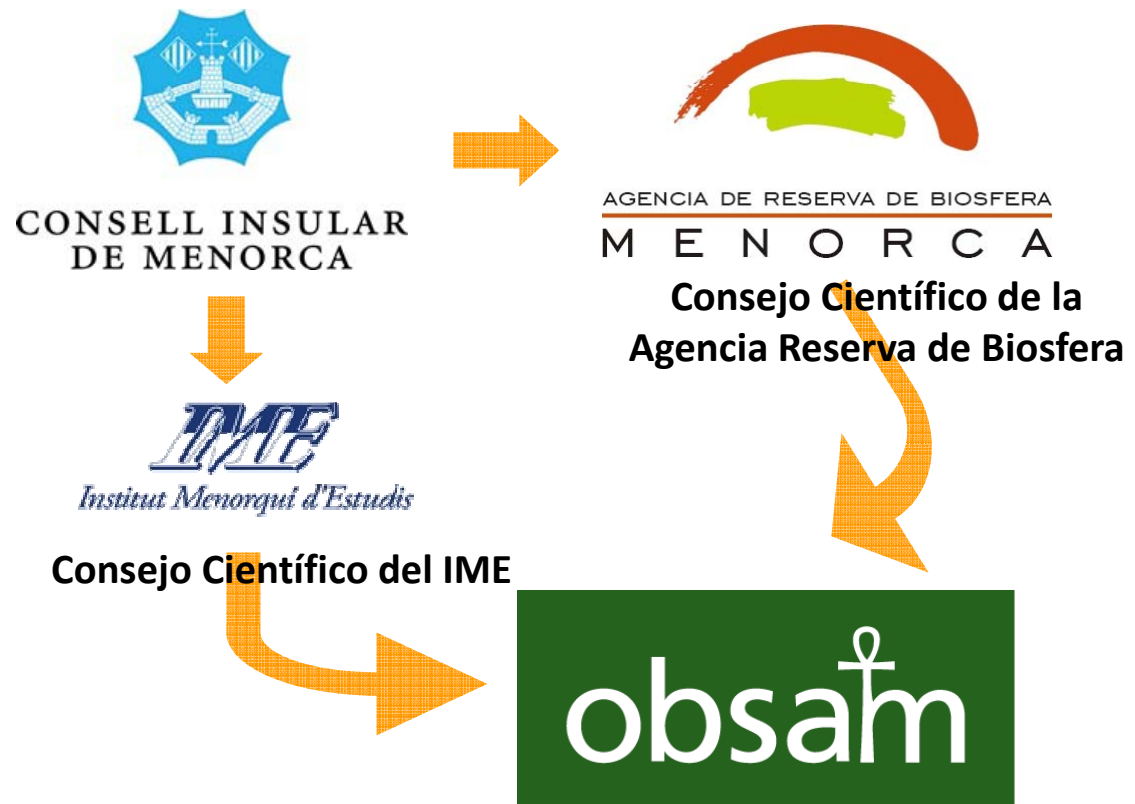 CONSELL INSULAR
DE MENORCA
AGENCIA DE RESERVA DE BIOSFERA
MENORCA
Consejo Científico de la
Agencia Reserva de Biosfera
IME
Institut Menorquí d'Estudis
Consejo Científico del IME
obsam